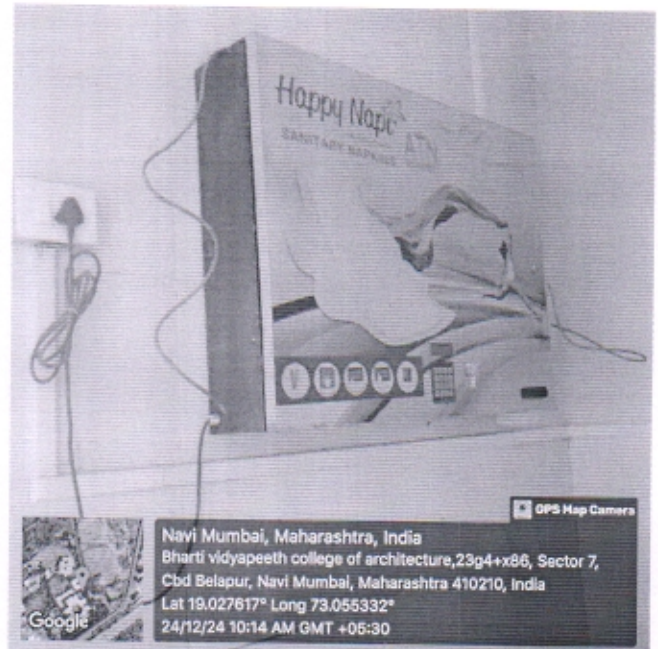 Happy Napi
SANITARY NAPKINS ATM
GPS Map Camera
Navi Mumbai, Maharashtra, India
Bharti vidyapeeth college of architecture,23g4+x86, Sector 7,
Cbd Belapur, Navi Mumbai, Maharashtra 410210, India
Lat 19.027617° Long 73.055332°
24/12/24 10:14 AM GMT +05:30
Google